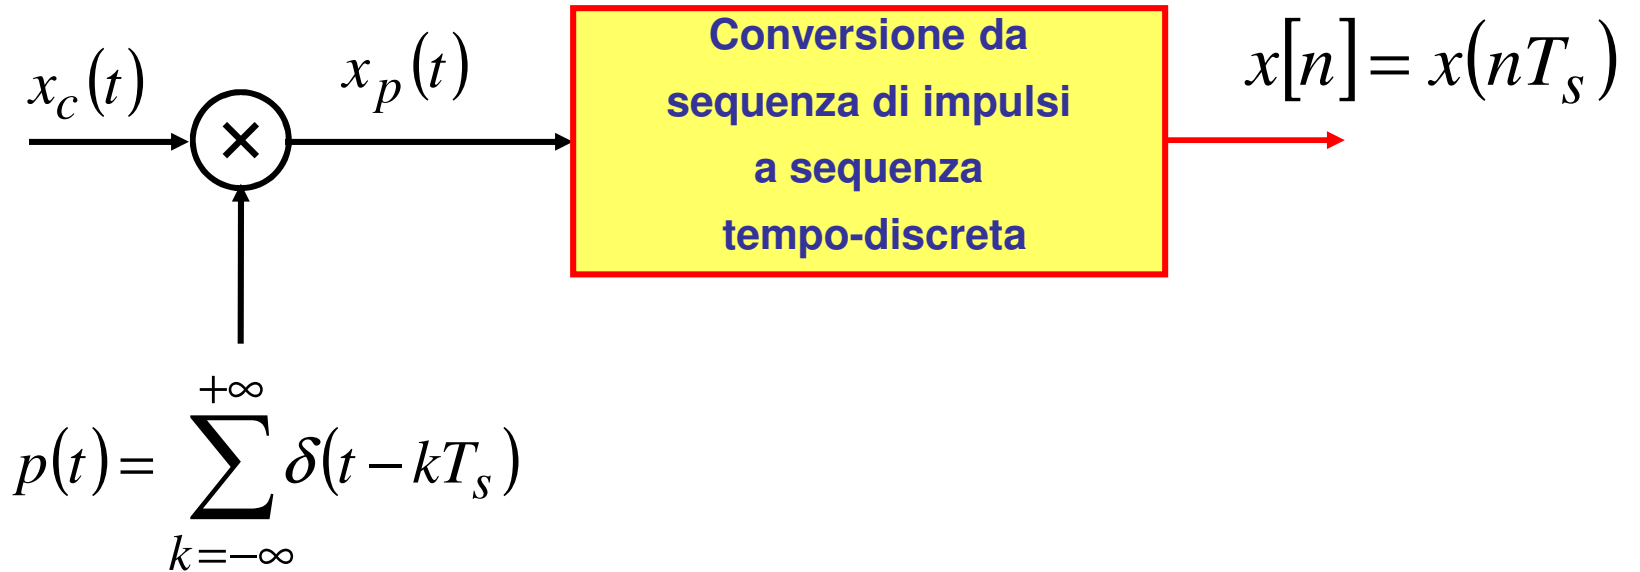 x_c(t)
x_p(t)
Conversione da
sequenza di impulsi
a sequenza
tempo-discreta
x[n] = x(nT_s)
×
+∞
p(t) = ∑ δ(t − kT_s)
k=−∞